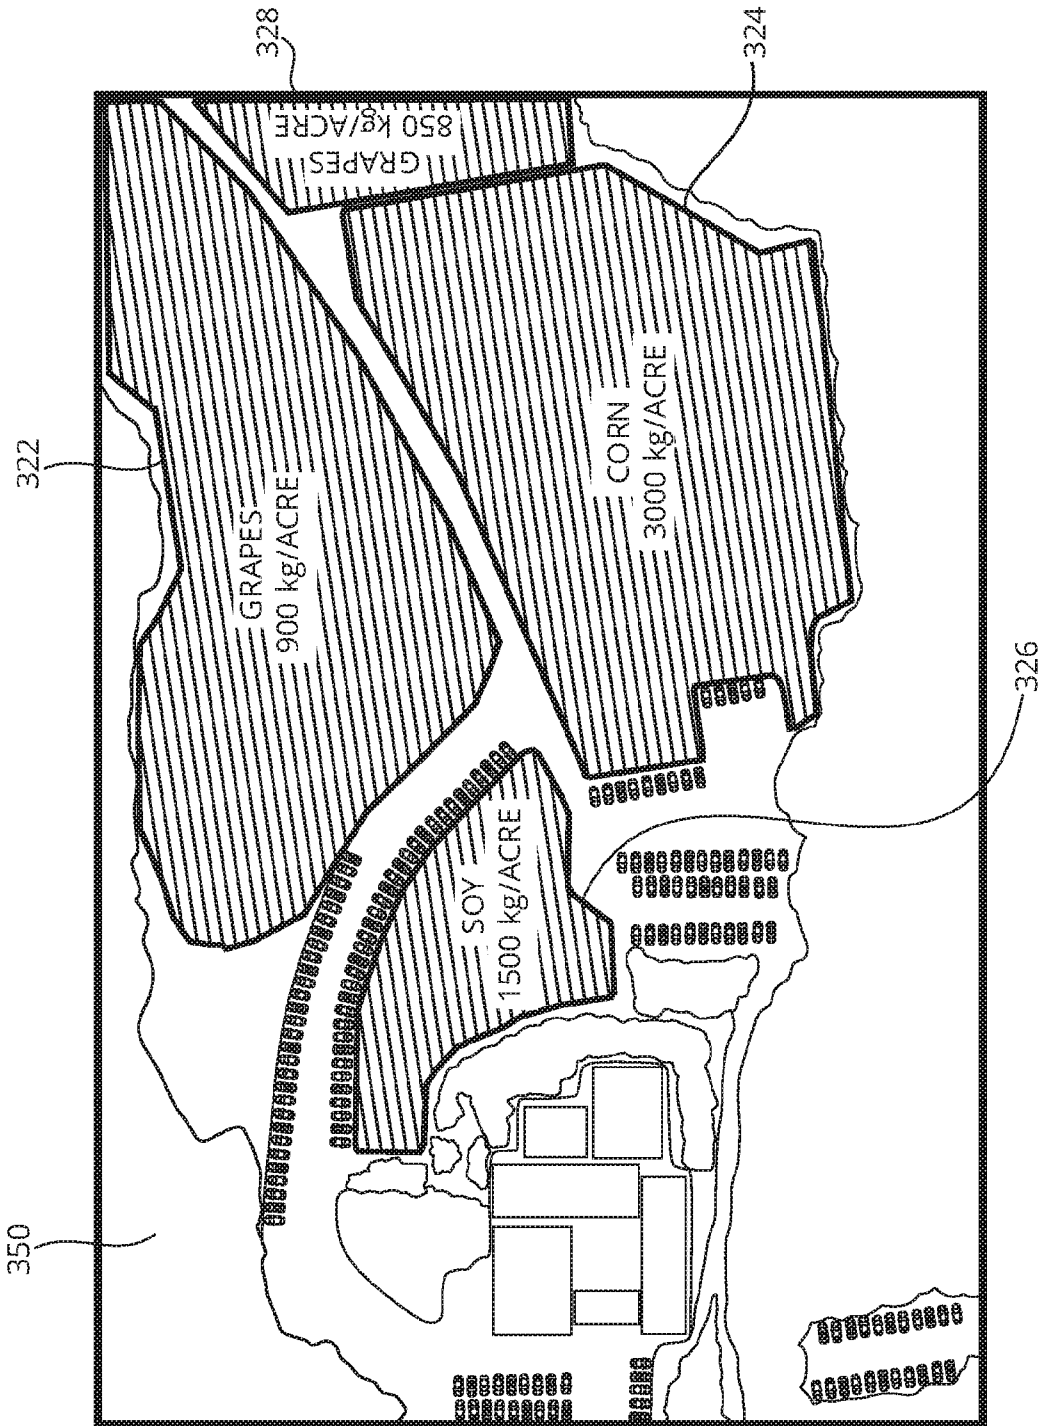 322
328
324
326
350
GRAPES
900 kg/ACRE
GRAPES
850 kg/ACRE
CORN
3000 kg/ACRE
SOY
1500 kg/ACRE